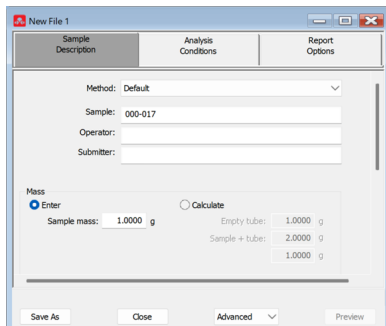 New File 1
Sample Description
Analysis Conditions
Report Options
Method: Default
Sample: 000-017
Operator:
Submitter:
Mass
Enter
Calculate
Sample mass: 1.0000 g
Empty tube: 1.0000 g
Sample + tube: 2.0000 g
1.0000 g
Save As
Close
Advanced
Preview